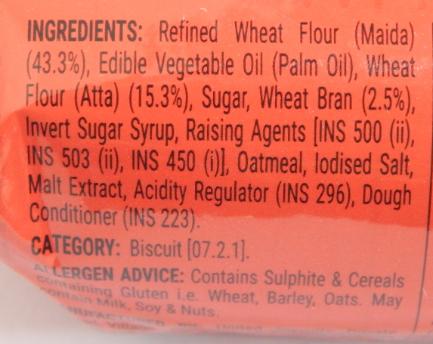 INGREDIENTS: Refined Wheat Flour (Maida)
(43.3%), Edible Vegetable Oil (Palm Oil), Wheat
Flour (Atta) (15.3%), Sugar, Wheat Bran (2.5%),
Invert Sugar Syrup, Raising Agents [INS 500 (ii),
INS 503 (ii), INS 450 (i)], Oatmeal, Iodised Salt,
Malt Extract, Acidity Regulator (INS 296), Dough
Conditioner (INS 223).
CATEGORY: Biscuit [07.2.1].
ALLERGEN ADVICE: Contains Sulphite & Cereals
containing Gluten i.e. Wheat, Barley, Oats. May
contain Milk, Soy & Nuts.